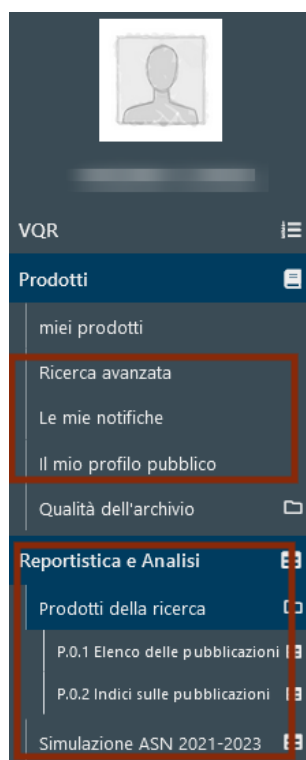 VQR
Prodotti
miei prodotti
Ricerca avanzata
Le mie notifiche
Il mio profilo pubblico
Qualità dell'archivio
Reportistica e Analisi
Prodotti della ricerca
P.0.1 Elenco delle pubblicazioni
P.0.2 Indici sulle pubblicazioni
Simulazione ASN 2021-2023